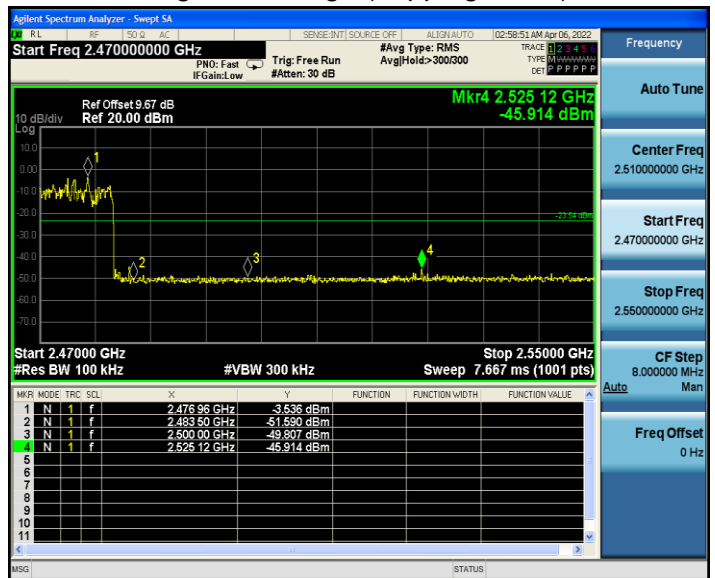 Agilent Spectrum Analyzer - Swept SA
RL RF 50 Ω AC SENSE:INT SOURCE OFF ALIGN AUTO 02:58:51 AM Apr 06, 2022
Start Freq 2.470000000 GHz
PNO: Fast
IFGain:Low
Trig: Free Run
#Atten: 30 dB
#Avg Type: RMS
Avg|Hold:>300/300
TRACE 1 2 3 4 5 6
TYPE M
DET P P P P P P
Ref Offset 9.67 dB
10 dB/div Ref 20.00 dBm
Log
Mkr4 2.525 12 GHz
-45.914 dBm
10.0
0.00
-10.0
-20.0
-30.0
-40.0
-50.0
-60.0
-70.0
1
2
3
4
-23.54 dBm
Start 2.47000 GHz Stop 2.55000 GHz
#Res BW 100 kHz #VBW 300 kHz Sweep 7.667 ms (1001 pts)
MKR MODE TRC SCL X Y FUNCTION FUNCTION WIDTH FUNCTION VALUE
1 N 1 f 2.476 96 GHz -3.536 dBm
2 N 1 f 2.483 50 GHz -51.590 dBm
3 N 1 f 2.500 00 GHz -49.807 dBm
4 N 1 f 2.525 12 GHz -45.914 dBm
5
6
7
8
9
10
11
MSG STATUS
Frequency
Auto Tune
Center Freq
2.510000000 GHz
Start Freq
2.470000000 GHz
Stop Freq
2.550000000 GHz
CF Step
8.000000 MHz
Auto Man
Freq Offset
0 Hz